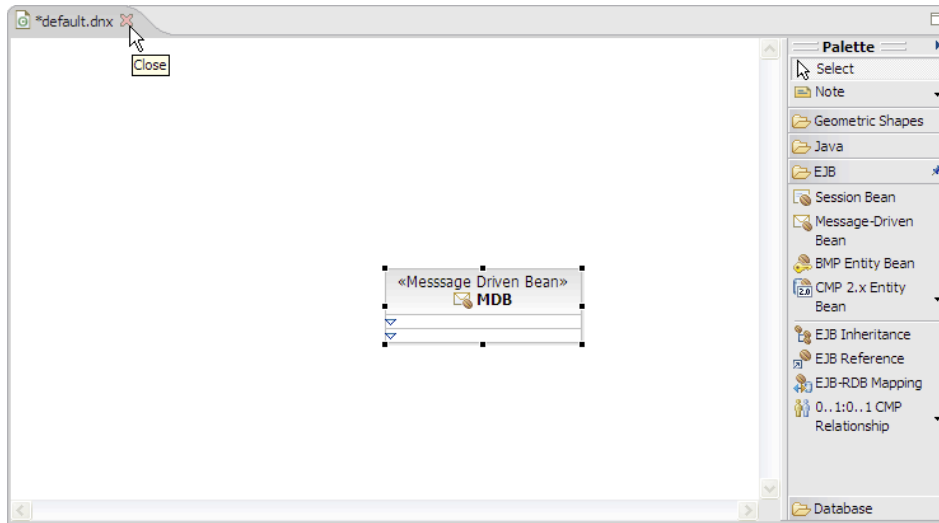 *default.dnx
Close
«Messsage Driven Bean»
MDB
Palette
Select
Note
Geometric Shapes
Java
EJB
Session Bean
Message-Driven
Bean
BMP Entity Bean
2.0
CMP 2.x Entity
Bean
EJB Inheritance
EJB Reference
EJB-RDB Mapping
0..1:0..1 CMP
Relationship
Database